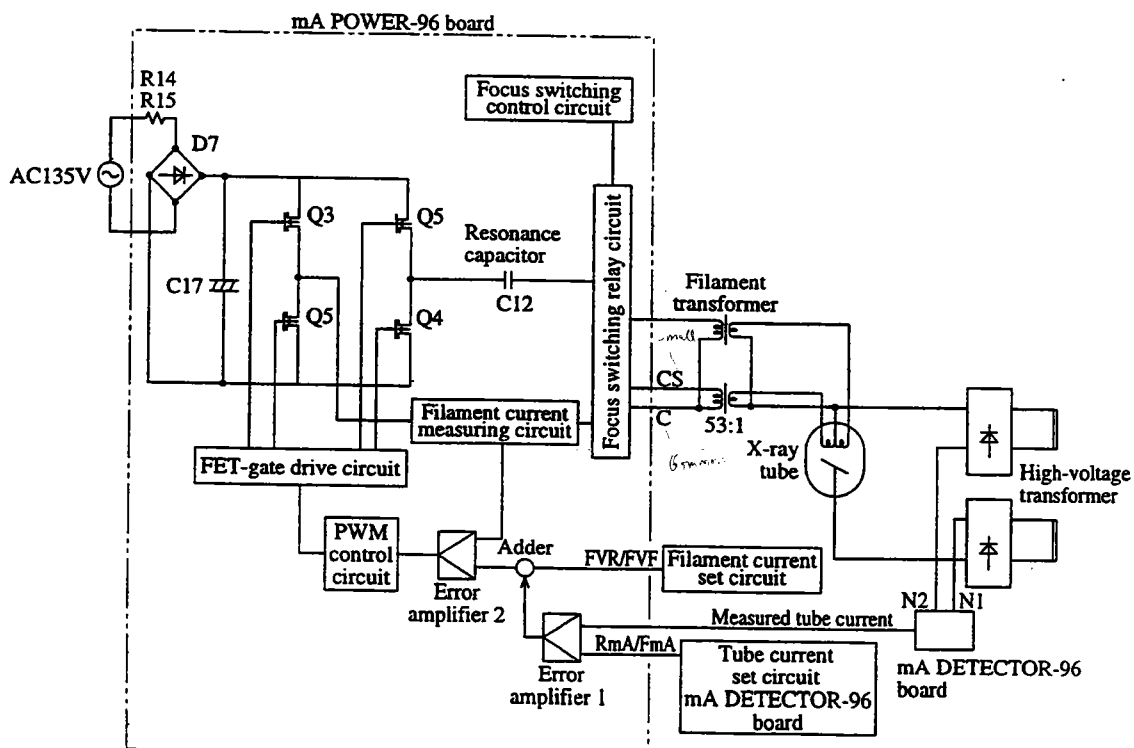 mA POWER-96 board
R14
R15
D7
AC135V
C17
Q3
Q5
Q5
Q4
Resonance
capacitor
C12
Focus switching
control circuit
Focus switching relay circuit
Filament
transformer
CS
C
53:1
Filament current
measuring circuit
FET-gate drive circuit
X-ray
tube
High-voltage
transformer
PWM
control
circuit
Error
amplifier 2
Adder
FVR/FVF
Filament current
set circuit
N2
N1
Measured tube current
RmA/FmA
Error
amplifier 1
Tube current
set circuit
mA DETECTOR-96
board
mA DETECTOR-96
board